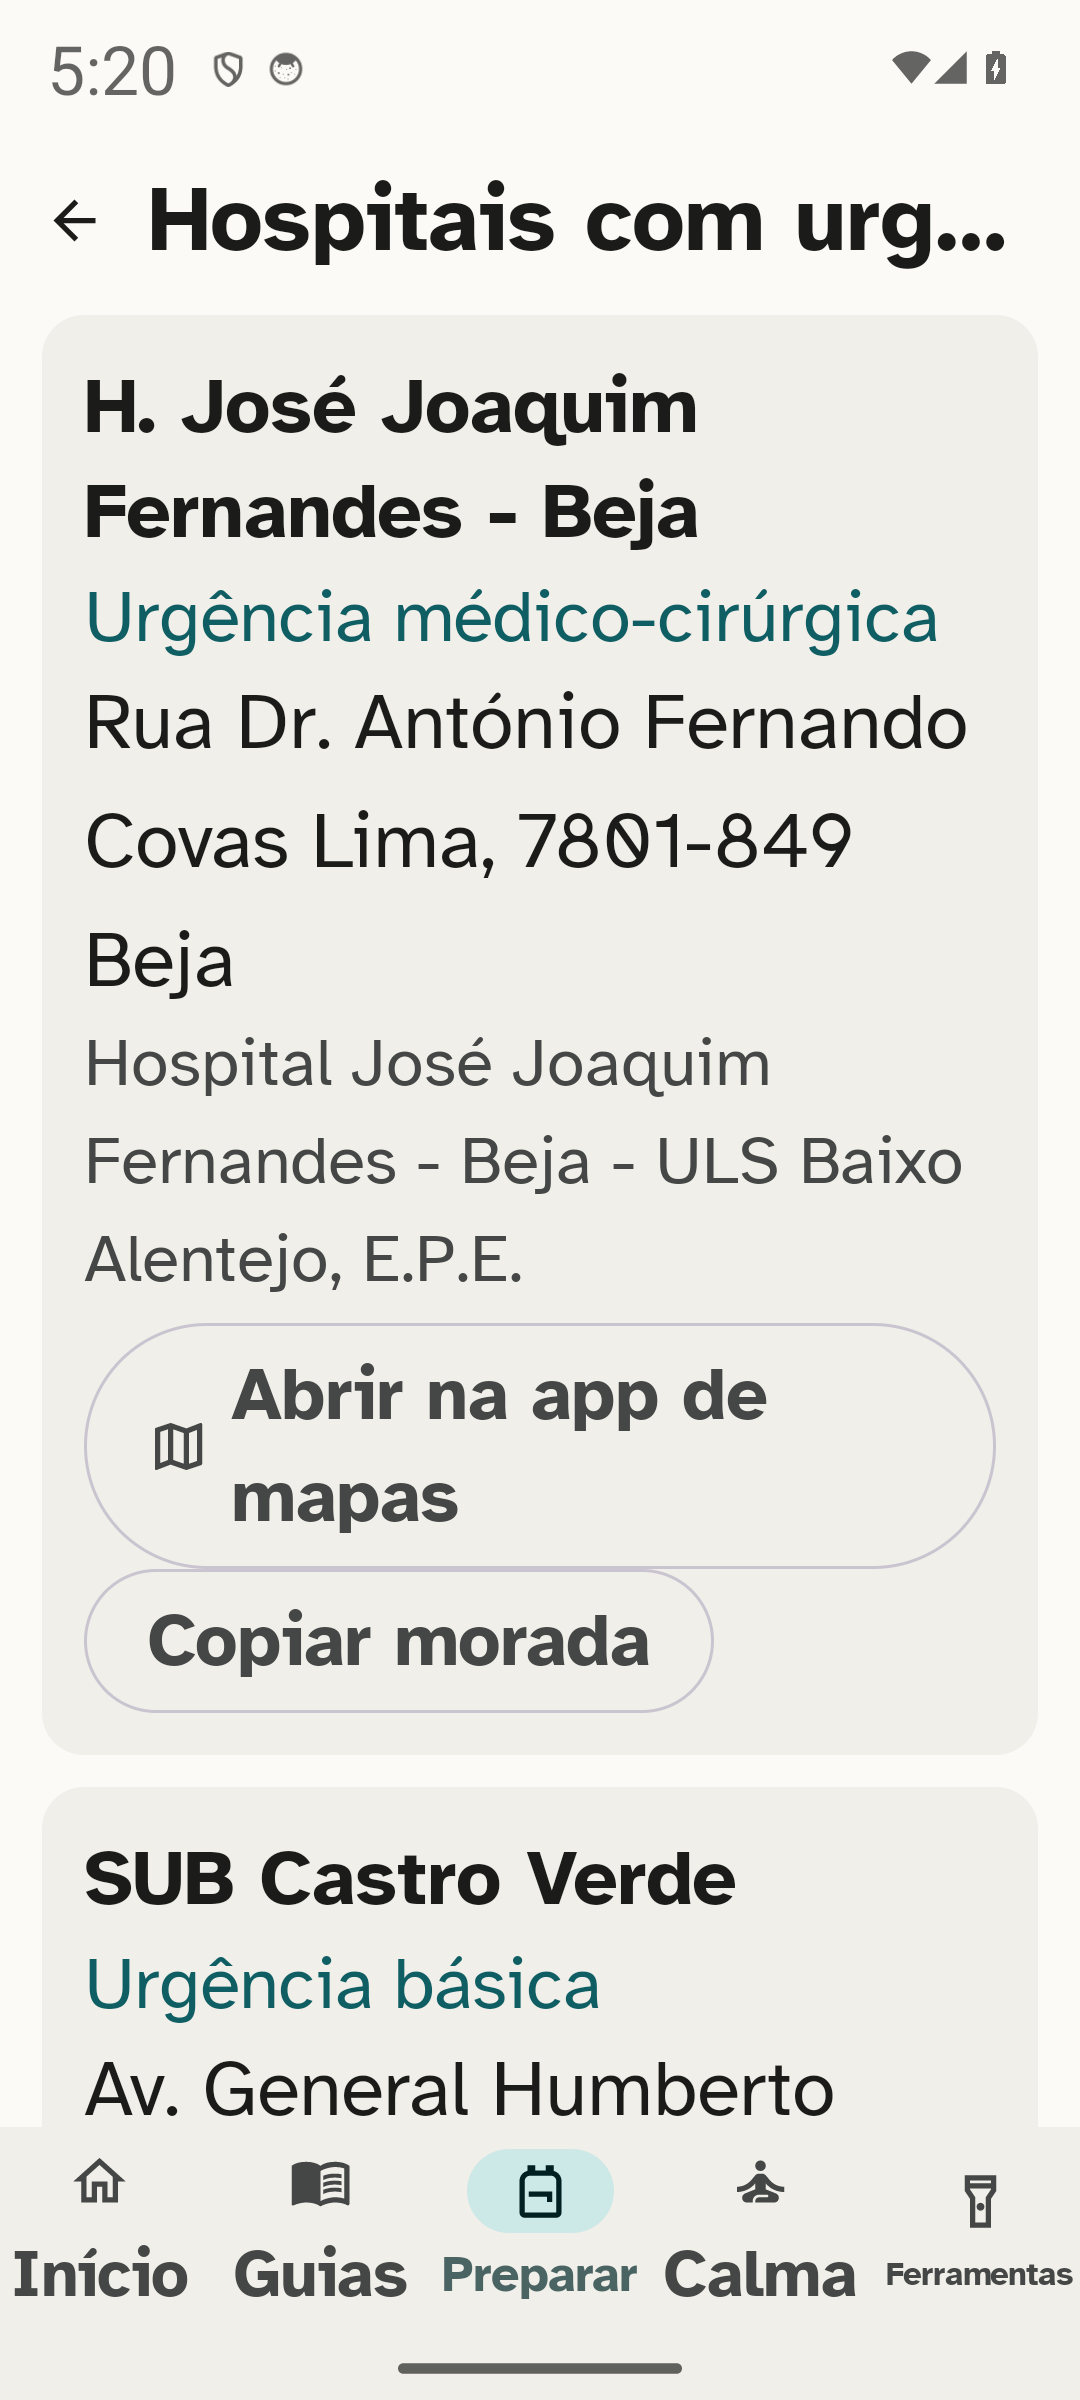 5:20
Hospitais com urg...
H. José Joaquim
Fernandes - Beja
Urgência médico-cirúrgica
Rua Dr. António Fernando
Covas Lima, 7801-849
Beja
Hospital José Joaquim
Fernandes - Beja - ULS Baixo
Alentejo, E.P.E.
Abrir na app de
mapas
Copiar morada
SUB Castro Verde
Urgência básica
Av. General Humberto
Início
Guias
Preparar
Calma
Ferramentas